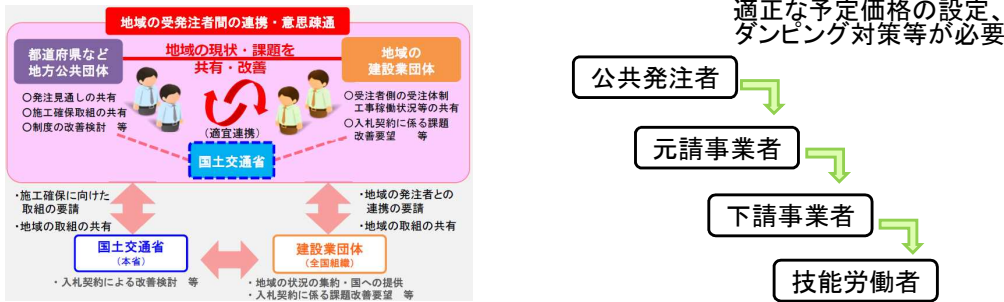 地域の受発注者間の連携・意思疎通
都道府県など
地方公共団体
地域の現状・課題を
共有・改善
地域の
建設業団体
○発注見通しの共有
○施工確保取組の共有
○制度の改善検討　等
○受注者側の受注体制
工事稼働状況等の共有
○入札契約に係る課題
改善要望　　等
（適宜連携）
国土交通省
・施工確保に向けた
取組の要請
・地域の取組の共有
・地域の発注者との
連携の要請
・地域の取組の共有
国土交通省
（本省）
建設業団体
（全国組織）
・入札契約による改善検討　等
・地域の状況の集約・国への提供
・入札契約に係る課題改善要望　等
適正な予定価格の設定、
ダンピング対策等が必要
公共発注者
元請事業者
下請事業者
技能労働者